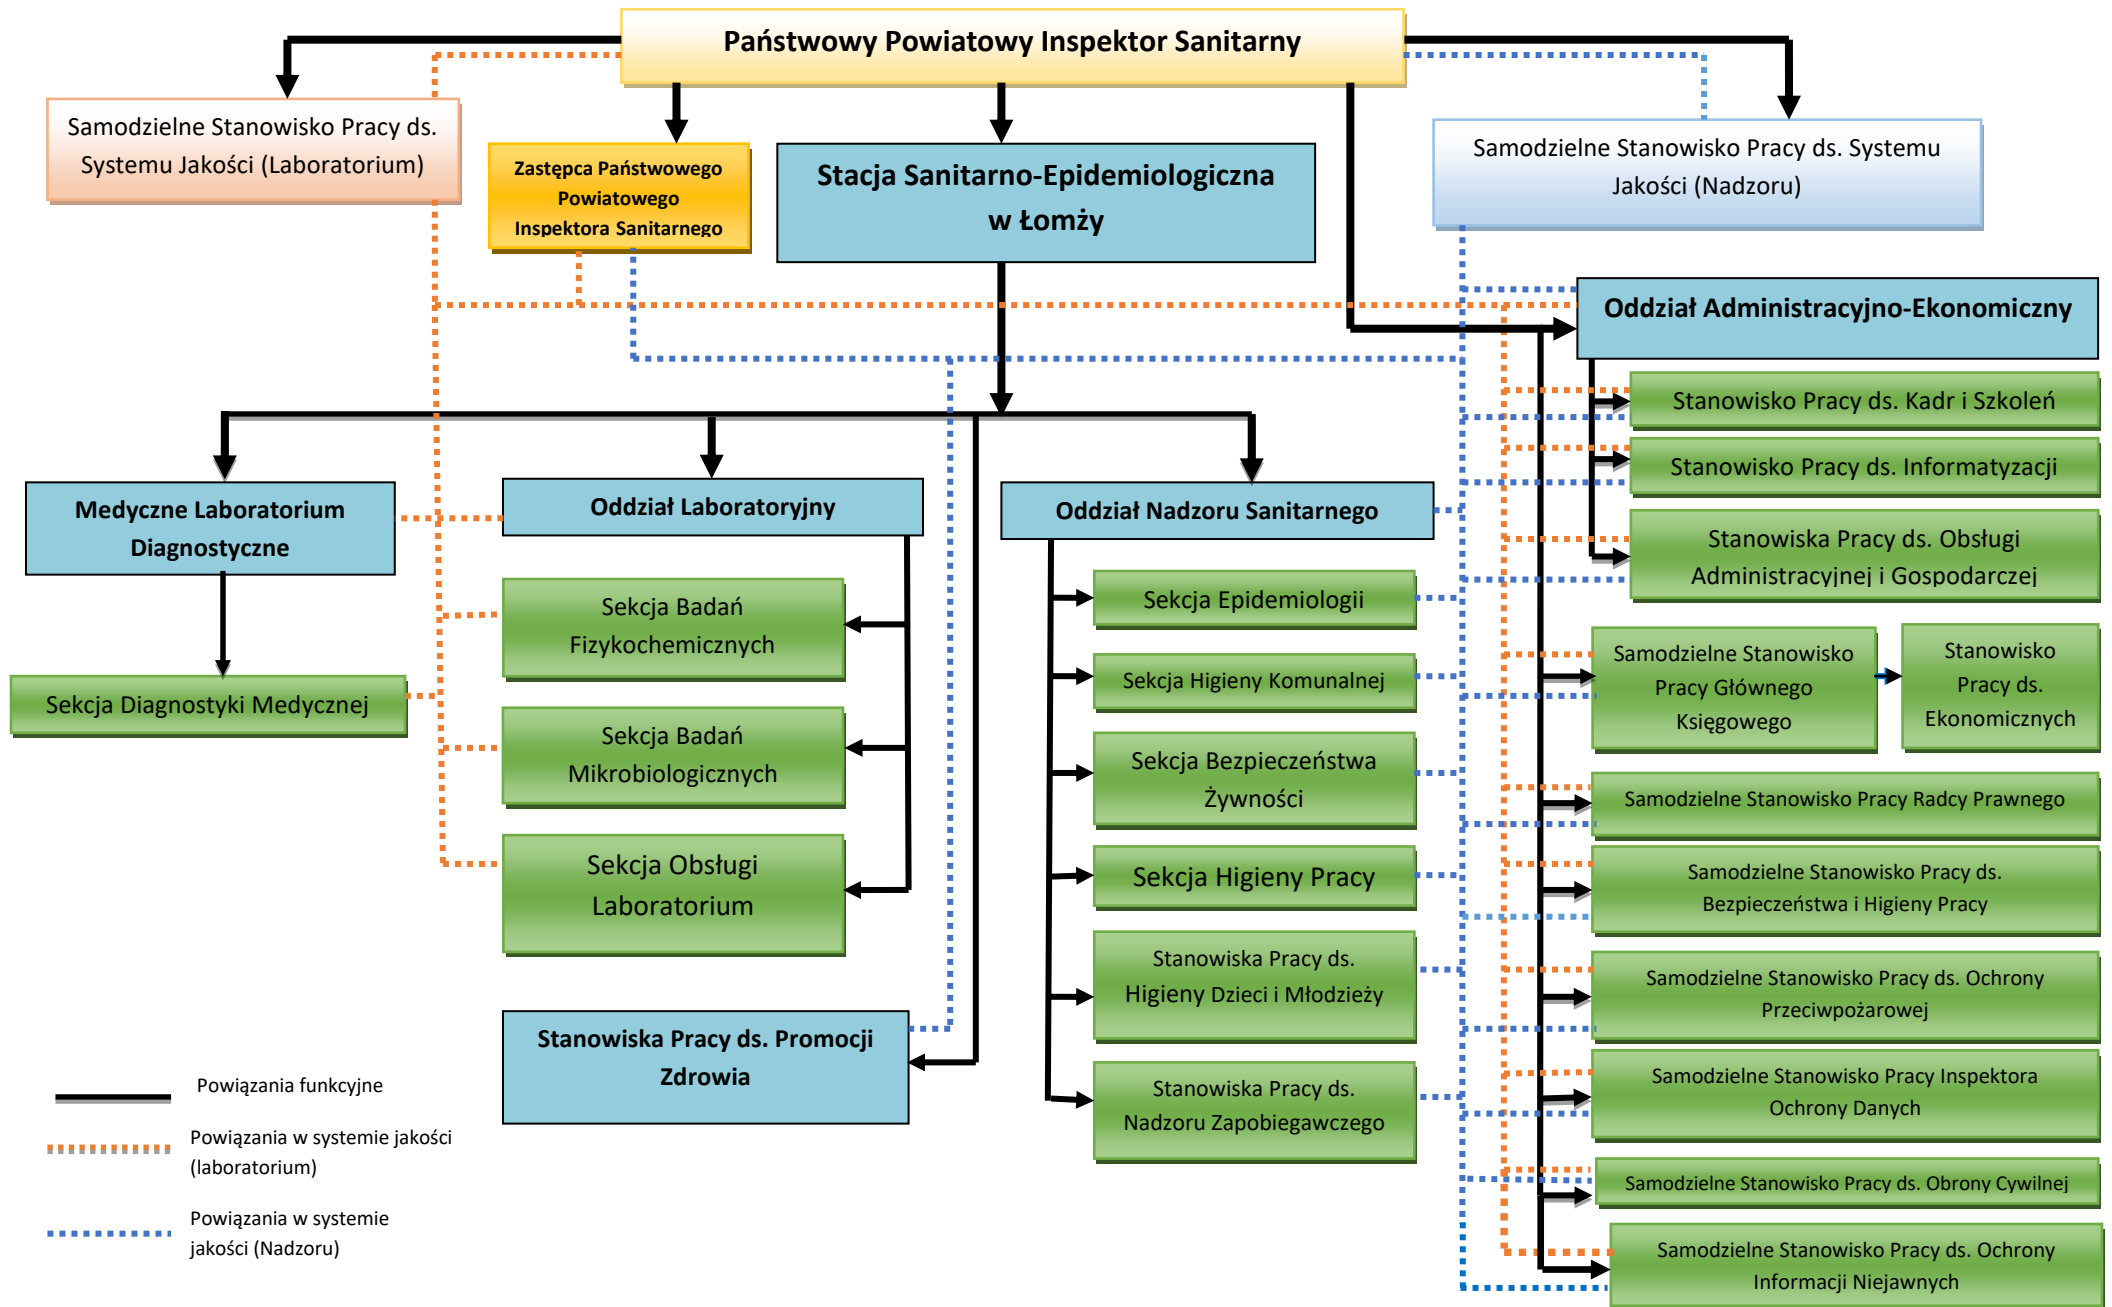 Państwowy Powiatowy Inspektor Sanitarny
Samodzielne Stanowisko Pracy ds.
Systemu Jakości (Laboratorium)
Zastępca Państwowego
Powiatowego
Inspektora Sanitarnego
Stacja Sanitarno-Epidemiologiczna
w Łomży
Samodzielne Stanowisko Pracy ds. Systemu
Jakości (Nadzoru)
Oddział Administracyjno-Ekonomiczny
Stanowisko Pracy ds. Kadr i Szkoleń
Stanowisko Pracy ds. Informatyzacji
Stanowiska Pracy ds. Obsługi
Administracyjnej i Gospodarczej
Medyczne Laboratorium
Diagnostyczne
Oddział Laboratoryjny
Oddział Nadzoru Sanitarnego
Sekcja Diagnostyki Medycznej
Sekcja Badań
Fizykochemicznych
Sekcja Badań
Mikrobiologicznych
Sekcja Obsługi
Laboratorium
Stanowiska Pracy ds. Promocji
Zdrowia
Sekcja Epidemiologii
Sekcja Higieny Komunalnej
Sekcja Bezpieczeństwa
Żywności
Sekcja Higieny Pracy
Stanowiska Pracy ds.
Higieny Dzieci i Młodzieży
Stanowiska Pracy ds.
Nadzoru Zapobiegawczego
Samodzielne Stanowisko
Pracy Głównego
Księgowego
Stanowisko
Pracy ds.
Ekonomicznych
Samodzielne Stanowisko Pracy Radcy Prawnego
Samodzielne Stanowisko Pracy ds.
Bezpieczeństwa i Higieny Pracy
Samodzielne Stanowisko Pracy ds. Ochrony
Przeciwpożarowej
Samodzielne Stanowisko Pracy Inspektora
Ochrony Danych
Samodzielne Stanowisko Pracy ds. Obrony Cywilnej
Samodzielne Stanowisko Pracy ds. Ochrony
Informacji Niejawnych
Powiązania funkcyjne
Powiązania w systemie jakości
(laboratorium)
Powiązania w systemie
jakości (Nadzoru)